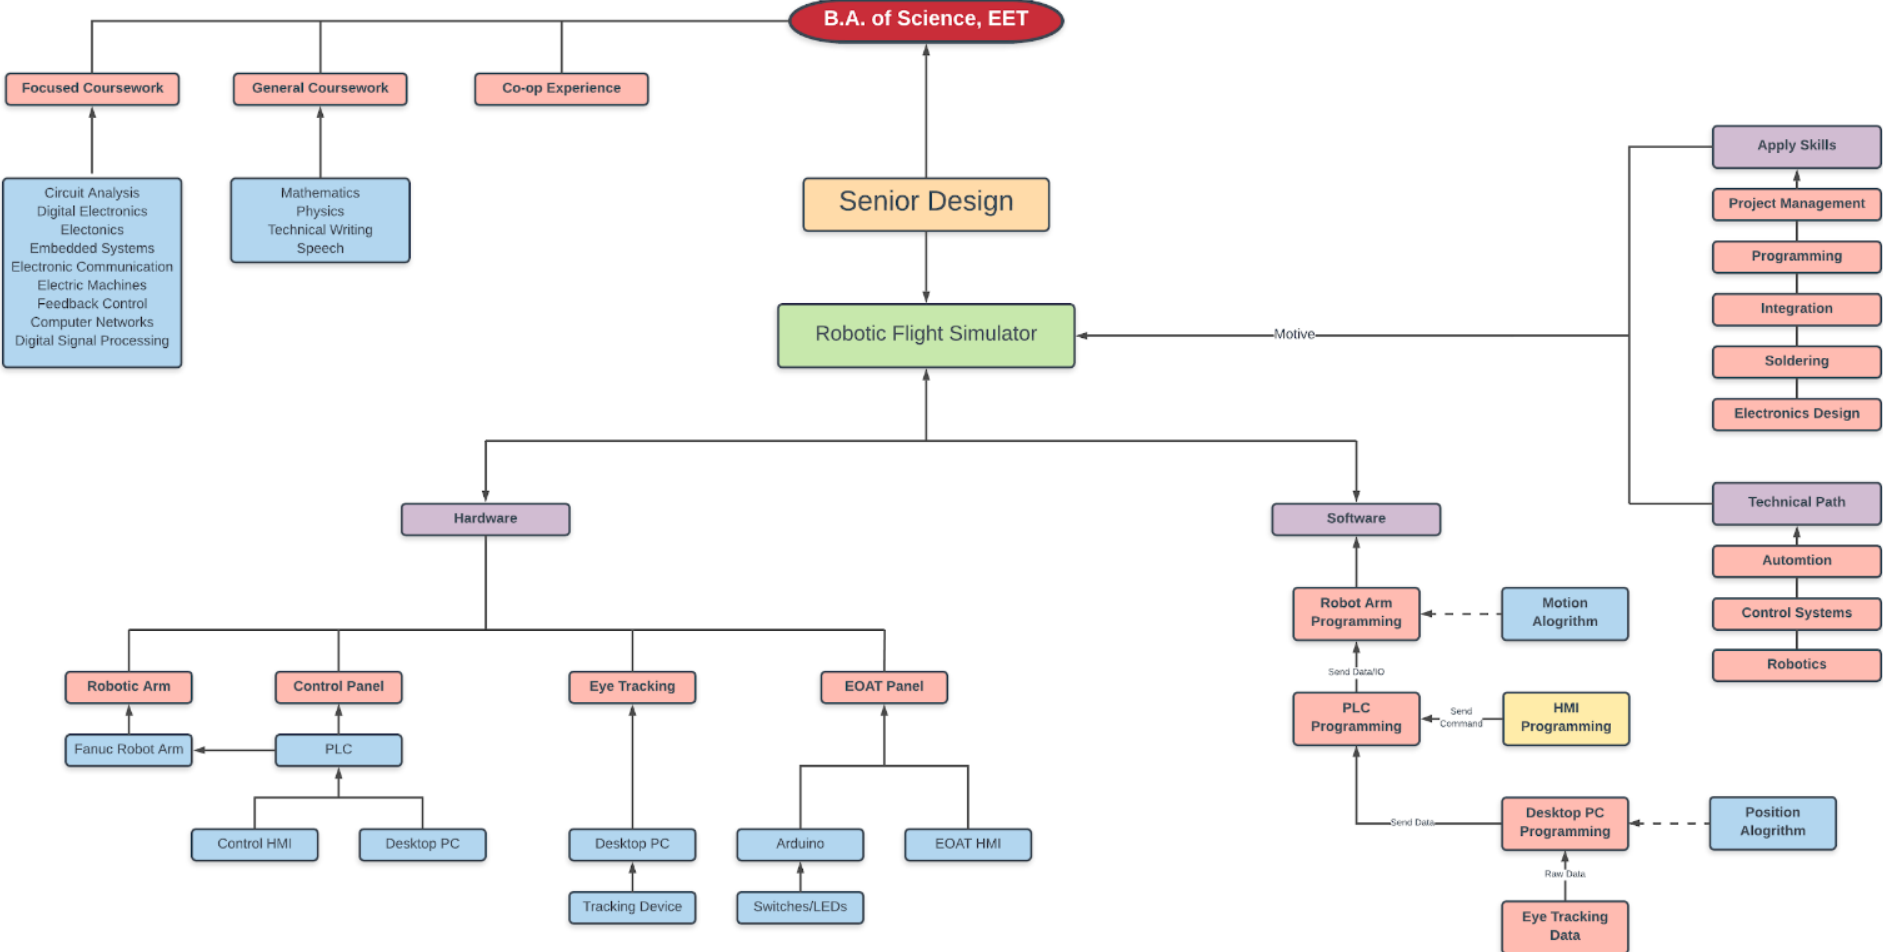 B.A. of Science, EET
Focused Coursework
General Coursework
Co-op Experience
Circuit Analysis
Digital Electronics
Electonics
Embedded Systems
Electronic Communication
Electric Machines
Feedback Control
Computer Networks
Digital Signal Processing
Mathematics
Physics
Technical Writing
Speech
Senior Design
Robotic Flight Simulator
Motive
Apply Skills
Project Management
Programming
Integration
Soldering
Electronics Design
Technical Path
Automtion
Control Systems
Robotics
Hardware
Robotic Arm
Control Panel
Eye Tracking
EOAT Panel
Fanuc Robot Arm
PLC
Control HMI
Desktop PC
Desktop PC
Arduino
EOAT HMI
Tracking Device
Switches/LEDs
Software
Robot Arm
Programming
Motion
Alogrithm
Send Data/IO
PLC
Programming
Send
Command
HMI
Programming
Send Data
Desktop PC
Programming
Position
Alogrithm
Raw Data
Eye Tracking
Data